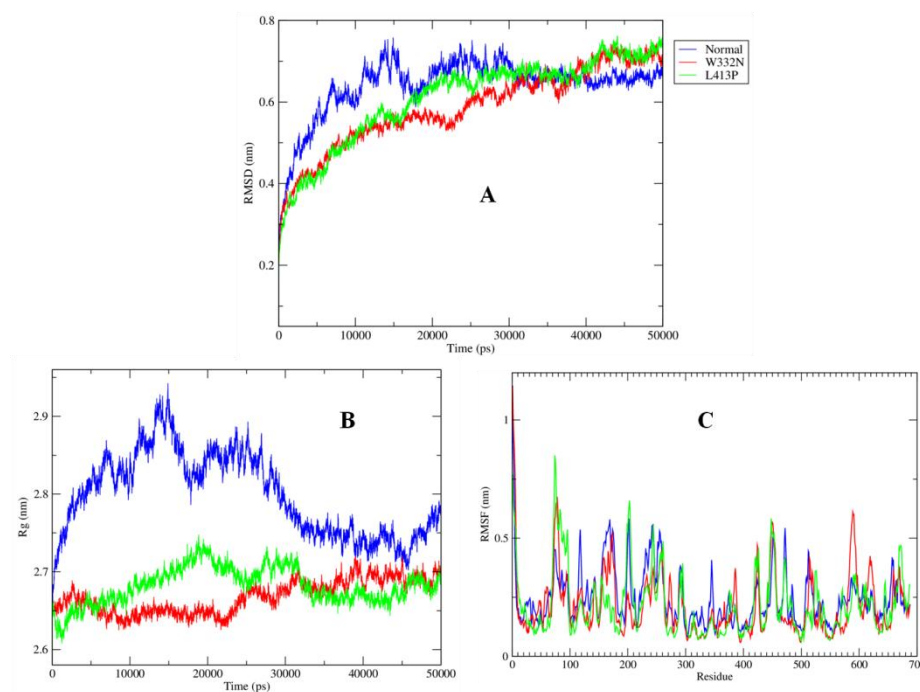 0.8
0.6
0.4
0.2
RMSD (nm)
A
0 10000 20000 30000 40000 50000
Time (ps)
Normal
W332N
L413P
2.9
2.8
2.7
2.6
Rg (nm)
B
0 10000 20000 30000 40000 50000
Time (ps)
1
0.5
0
RMSF (nm)
C
0 100 200 300 400 500 600 70
Residue